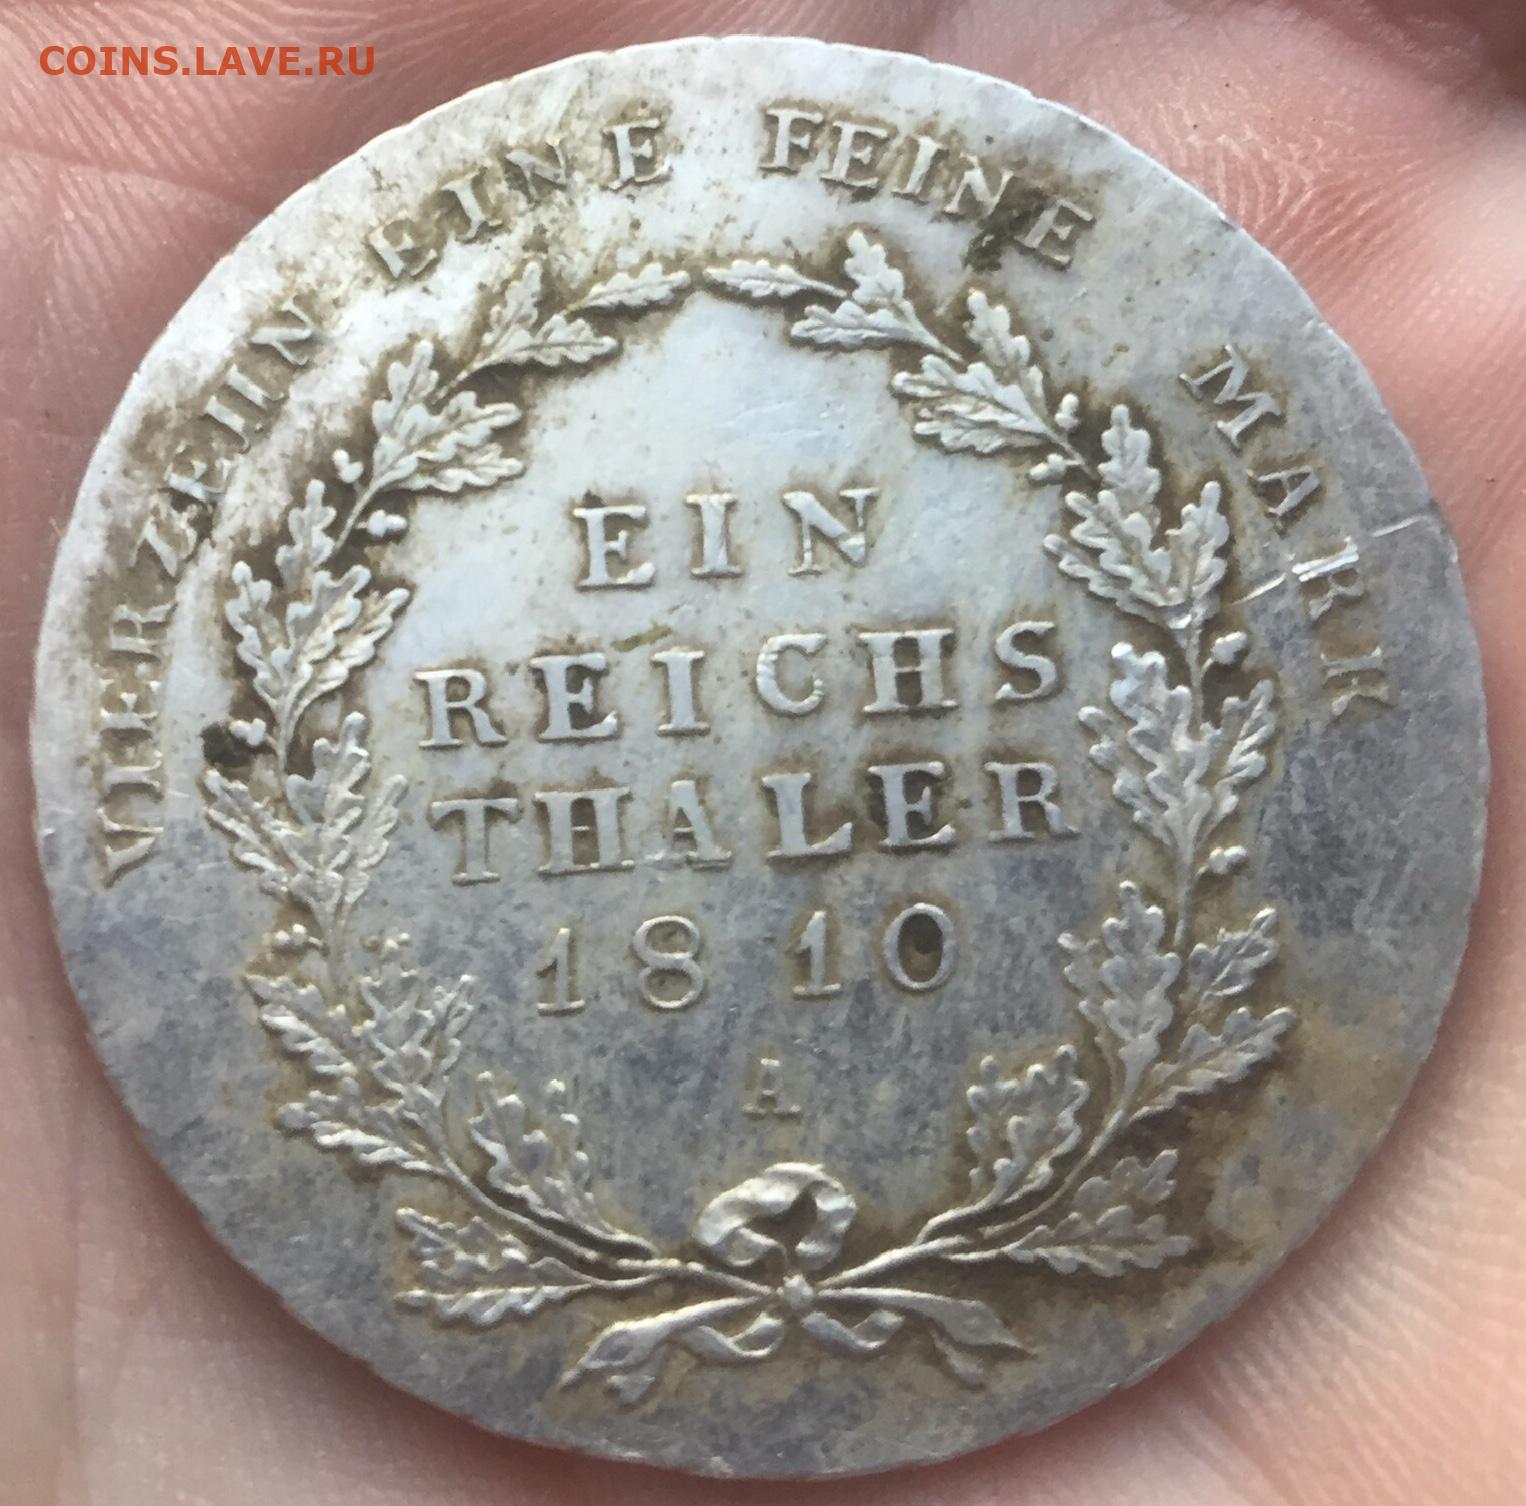 COINS.LAVE.RU
VIERZEHN EINE FEINE MARK
EIN
REICHS
THALER
1810
A